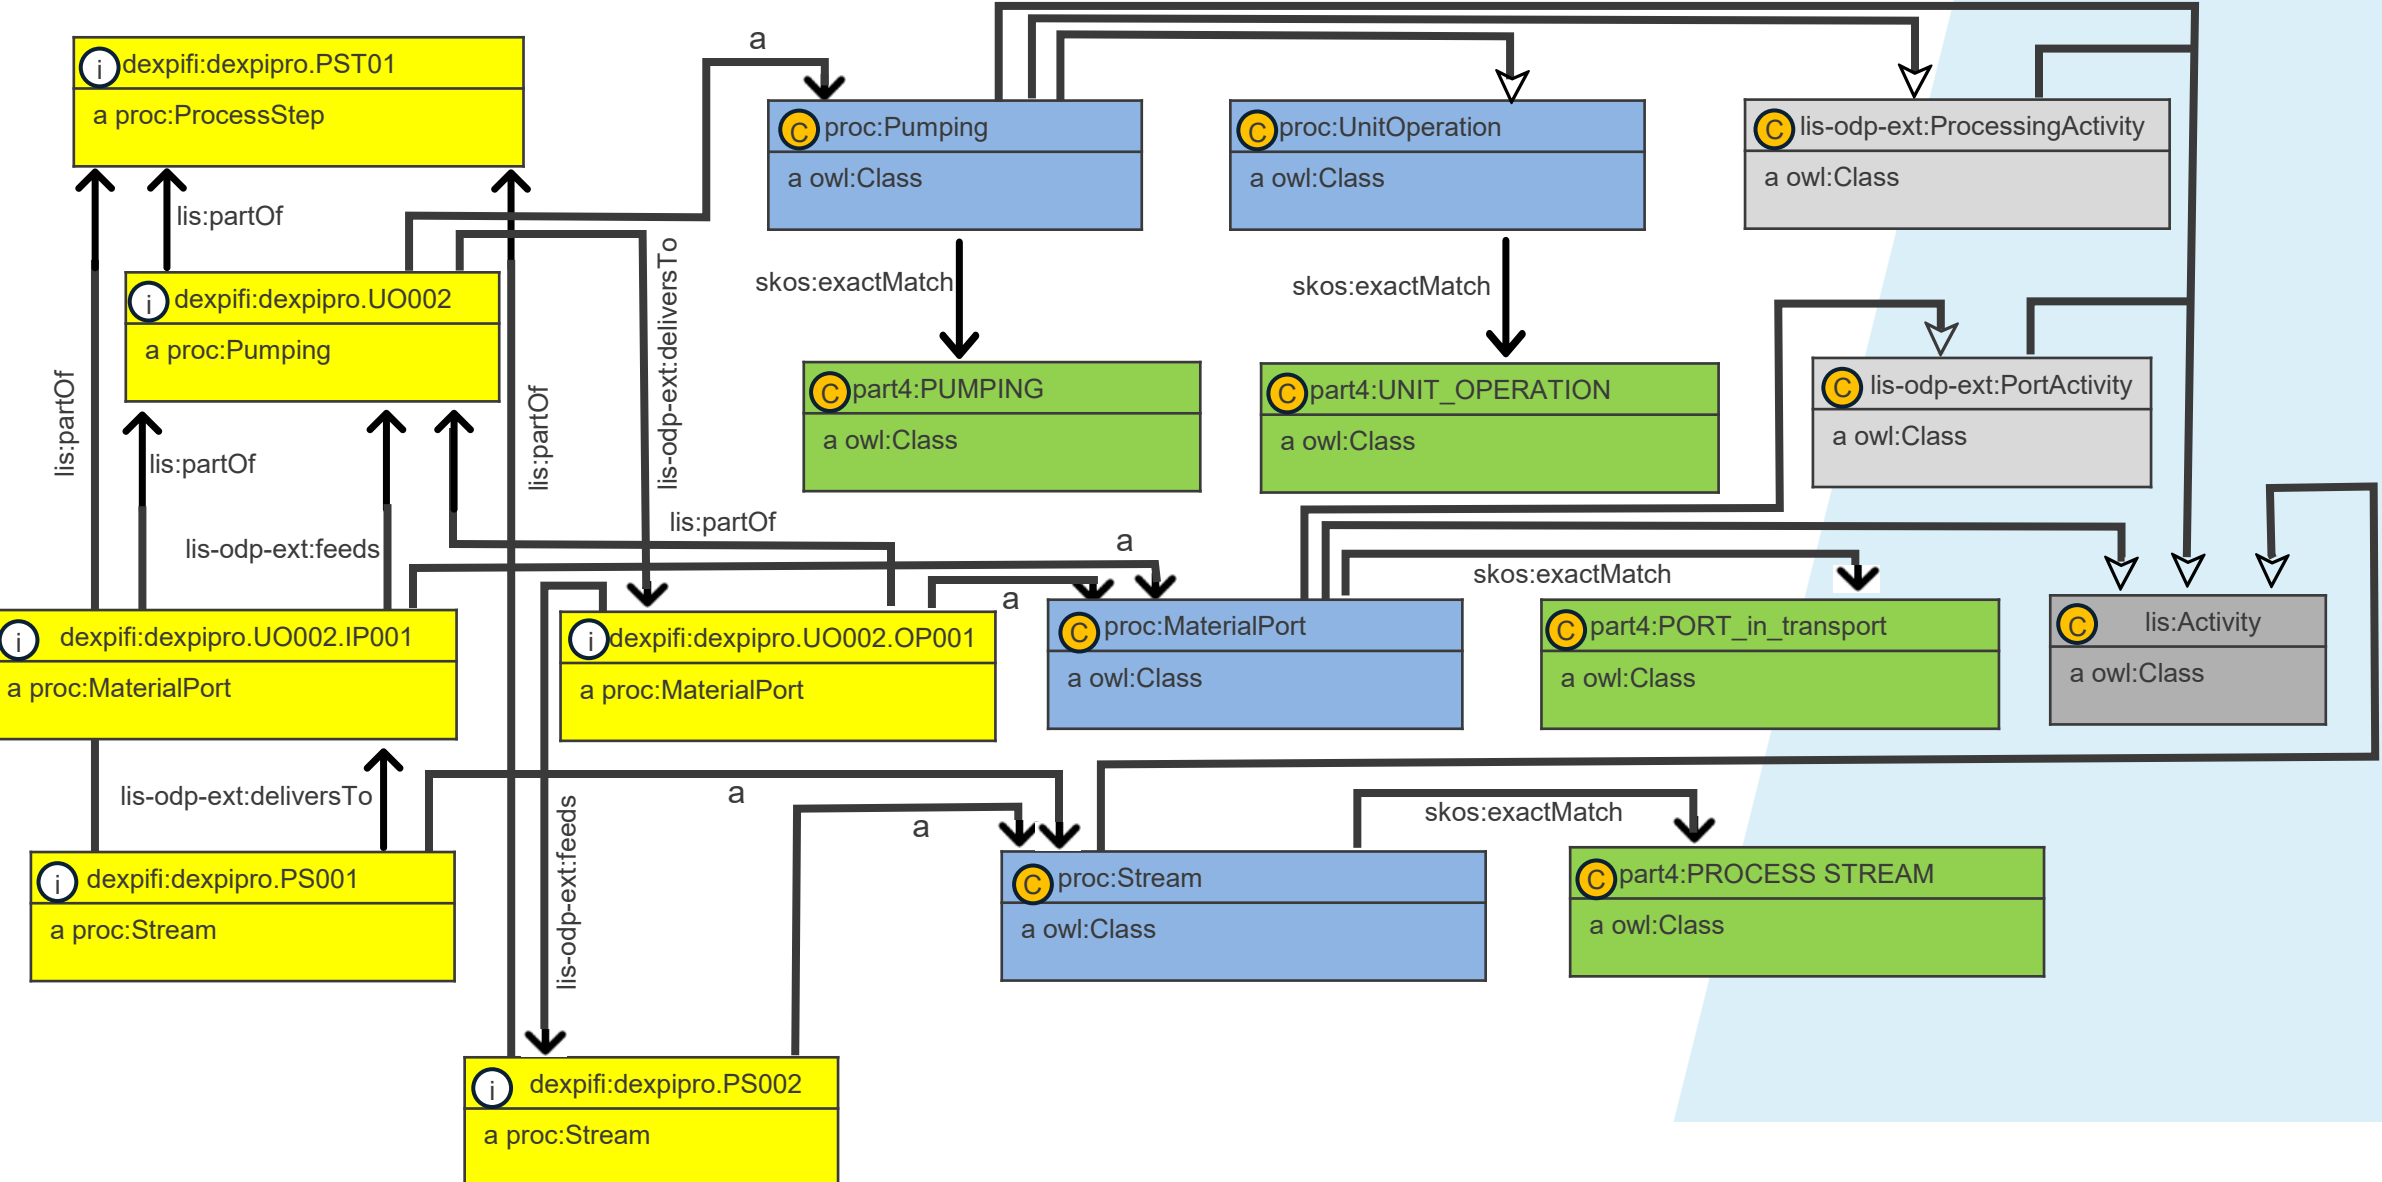 a
i dexpifi:dexpipro.PST01
a proc:ProcessStep
C proc:Pumping
a owl:Class
C proc:UnitOperation
a owl:Class
C lis-odp-ext:ProcessingActivity
a owl:Class
lis:partOf
lis-odp-ext:deliversTo
skos:exactMatch
skos:exactMatch
i dexpifi:dexpipro.UO002
a proc:Pumping
lis:partOf
lis:partOf
C part4:PUMPING
a owl:Class
C part4:UNIT_OPERATION
a owl:Class
C lis-odp-ext:PortActivity
a owl:Class
lis:partOf
lis:partOf
lis-odp-ext:feeds
a
skos:exactMatch
a
i dexpifi:dexpipro.UO002.IP001
a proc:MaterialPort
i dexpifi:dexpipro.UO002.OP001
a proc:MaterialPort
C proc:MaterialPort
a owl:Class
C part4:PORT_in_transport
a owl:Class
C lis:Activity
a owl:Class
lis-odp-ext:deliversTo
a
lis-odp-ext:feeds
a
skos:exactMatch
i dexpifi:dexpipro.PS001
a proc:Stream
C proc:Stream
a owl:Class
C part4:PROCESS STREAM
a owl:Class
i dexpifi:dexpipro.PS002
a proc:Stream